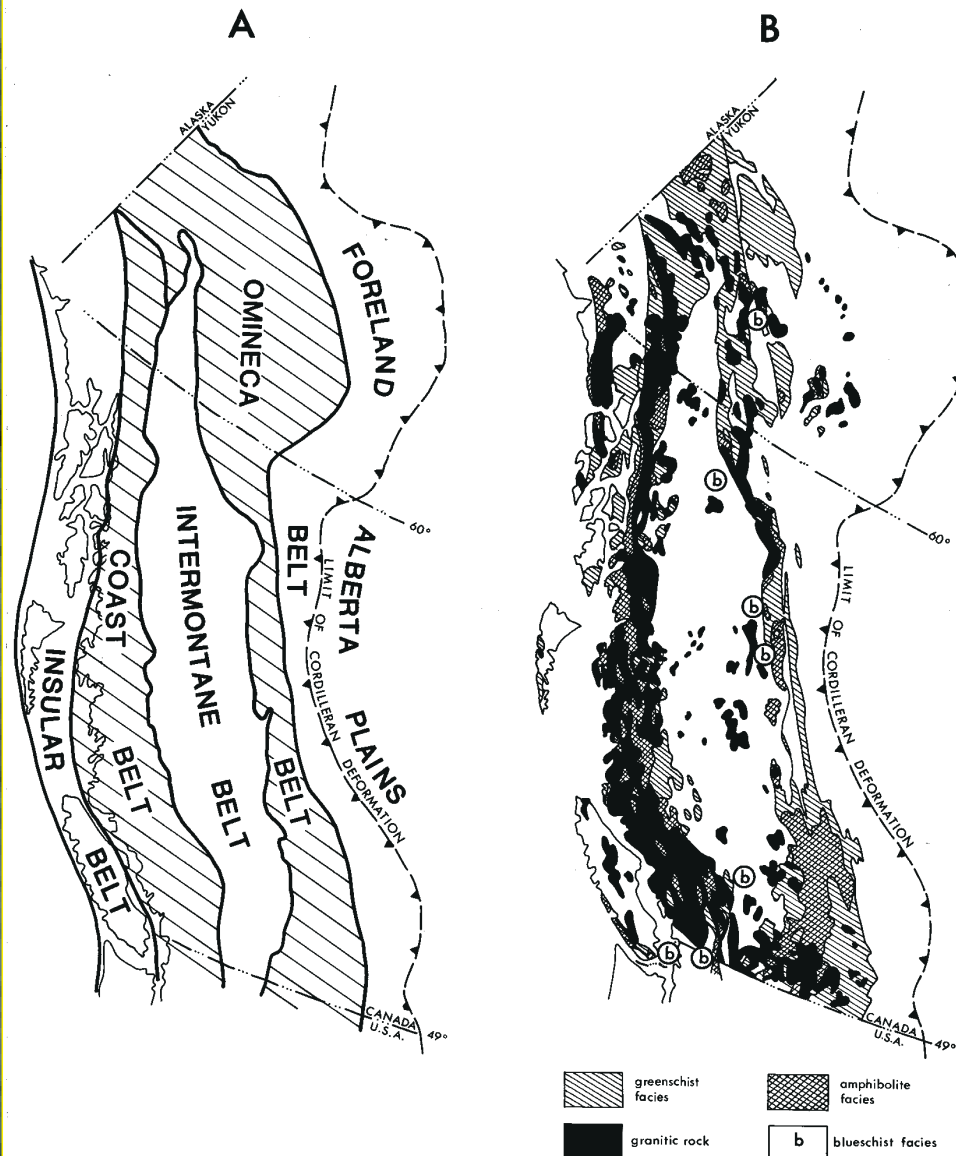 A
ALASKA
YUKON
FORELAND
OMINECA
60°
INTERMONTANE
BELT
ALBERTA
COAST
LIMIT
OF
CORDILLERAN
DEFORMATION
INSULAR
PLAINS
BELT
BELT
BELT
BELT
CANADA
U.S.A.
49°
B
ALASKA
YUKON
b
b
60°
b
b
LIMIT
OF
CORDILLERAN
DEFORMATION
b
b
b
CANADA
U.S.A.
49°
greenschist
facies
amphibolite
facies
granitic rock
b
blueschist facies